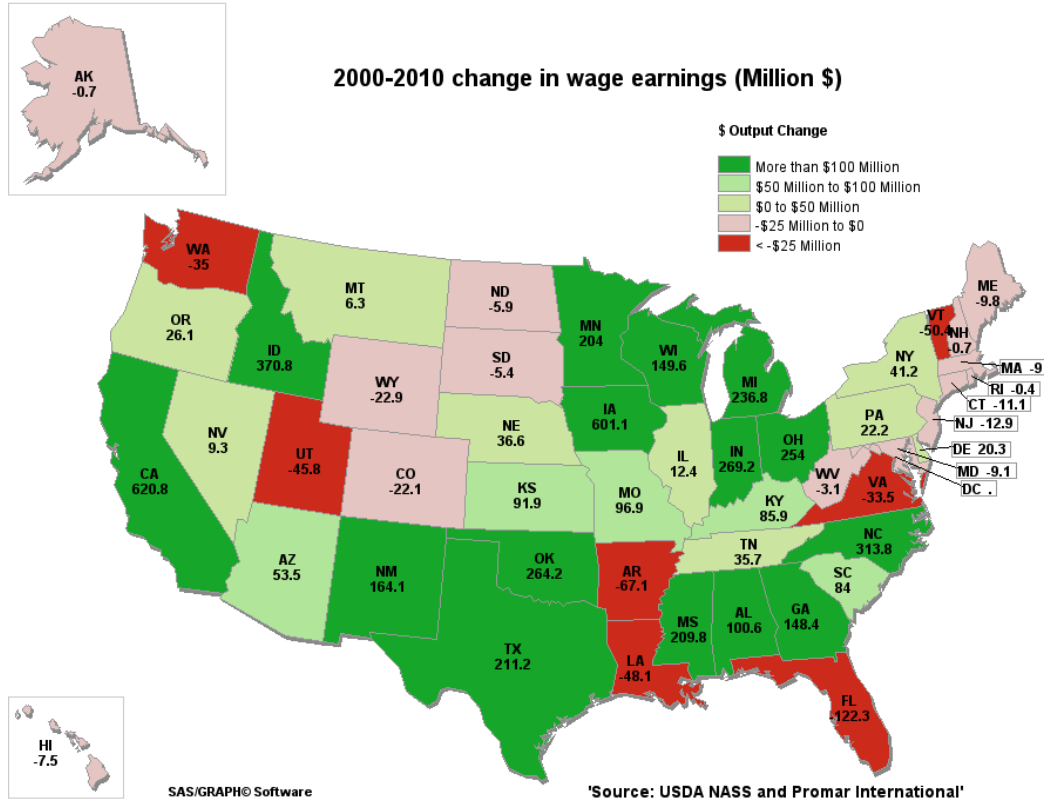 AK
-0.7
2000-2010 change in wage earnings (Million $)
$ Output Change
More than $100 Million
$50 Million to $100 Million
$0 to $50 Million
-$25 Million to $0
< -$25 Million
WA
-35
MT
6.3
ND
-5.9
MN
204
ME
-9.8
VT
-50.4
NH
-0.7
OR
26.1
ID
370.8
SD
-5.4
WI
149.6
MI
236.8
NY
41.2
MA -9
RI -0.4
CT -11.1
NJ -12.9
WY
-22.9
IA
601.1
NE
36.6
PA
22.2
DE 20.3
MD -9.1
DC .
NV
9.3
UT
-45.8
CO
-22.1
CA
620.8
KS
91.9
MO
96.9
IL
12.4
IN
269.2
OH
254
WV
-3.1
VA
-33.5
KY
85.9
NC
313.8
TN
35.7
SC
84
AZ
53.5
NM
164.1
OK
264.2
AR
-67.1
MS
209.8
AL
100.6
GA
148.4
TX
211.2
LA
-48.1
FL
-122.3
HI
-7.5
SAS/GRAPH© Software
'Source: USDA NASS and Promar International'